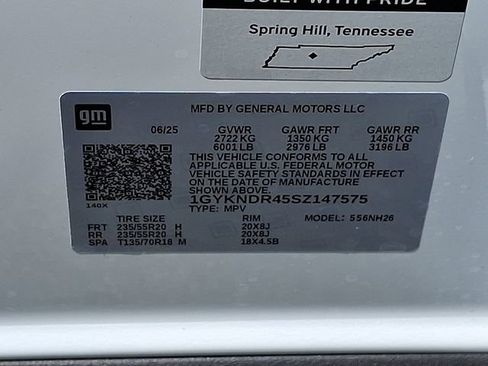 BUILT WITH PRIDE
Spring Hill, Tennessee
gm
MFD BY GENERAL MOTORS LLC
06/25 GVWR GAWR FRT GAWR RR
2722 KG 1350 KG 1450 KG
6001 LB 2976 LB 3196 LB
THIS VEHICLE CONFORMS TO ALL
APPLICABLE U.S. FEDERAL MOTOR
VEHICLE SAFETY STANDARDS IN EFFECT
ON THE DATE OF MANUFACTURE
SHOWN ABOVE.
140X
1GYKNDR45SZ147575
TYPE: MPV MODEL: 556NH26
TIRE SIZE RIM
FRT 235/55R20 H 20X8J
RR 235/55R20 H 20X8J
SPA T135/70R18 M 18X4.5B